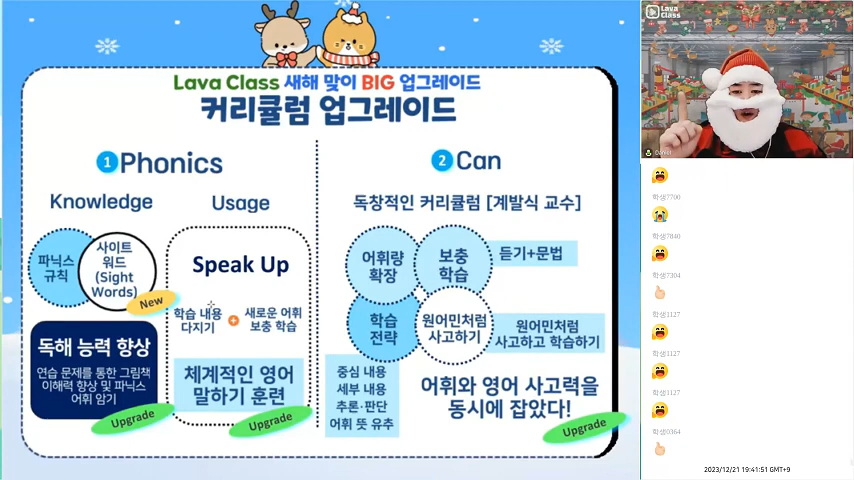 Lava Class 새해 맞이 BIG 업그레이드
커리큘럼 업그레이드
1 Phonics
Knowledge
Usage
파닉스
규칙
사이트
워드
(Sight
Words)
New
Speak Up
학습 내용
다지기
+
새로운 어휘
보충 학습
독해 능력 향상
연습 문제를 통한 그림책
이해력 향상 및 파닉스
어휘 암기
Upgrade
체계적인 영어
말하기 훈련
Upgrade
2 Can
독창적인 커리큘럼 [계발식 교수]
어휘량
확장
보충
학습
듣기+문법
학습
전략
원어민처럼
사고하기
원어민처럼
사고하고 학습하기
중심 내용
세부 내용
추론·판단
어휘 뜻 유추
어휘와 영어 사고력을
동시에 잡았다!
Upgrade
Lava
Class
Daniel
학생7700
학생7840
학생7304
학생1127
학생1127
학생1127
학생9364
2023/12/21 19:41:51 GMT+9